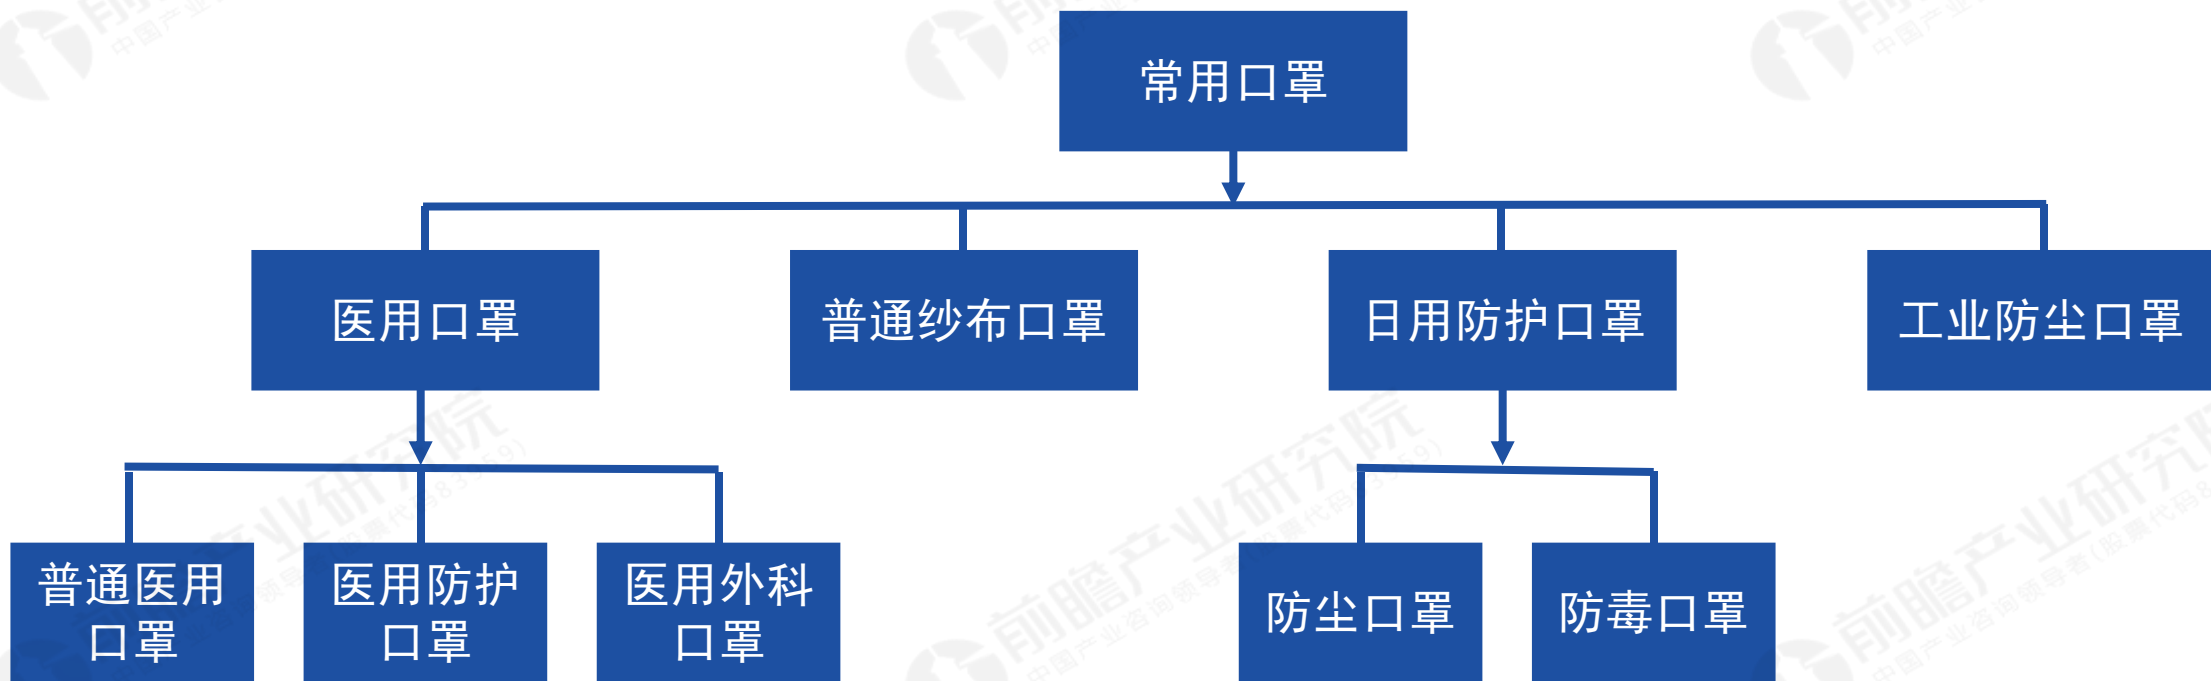 常用口罩
医用口罩
普通纱布口罩
日用防护口罩
工业防尘口罩
普通医用
口罩
医用防护
口罩
医用外科
口罩
防尘口罩
防毒口罩
前瞻产业研究院